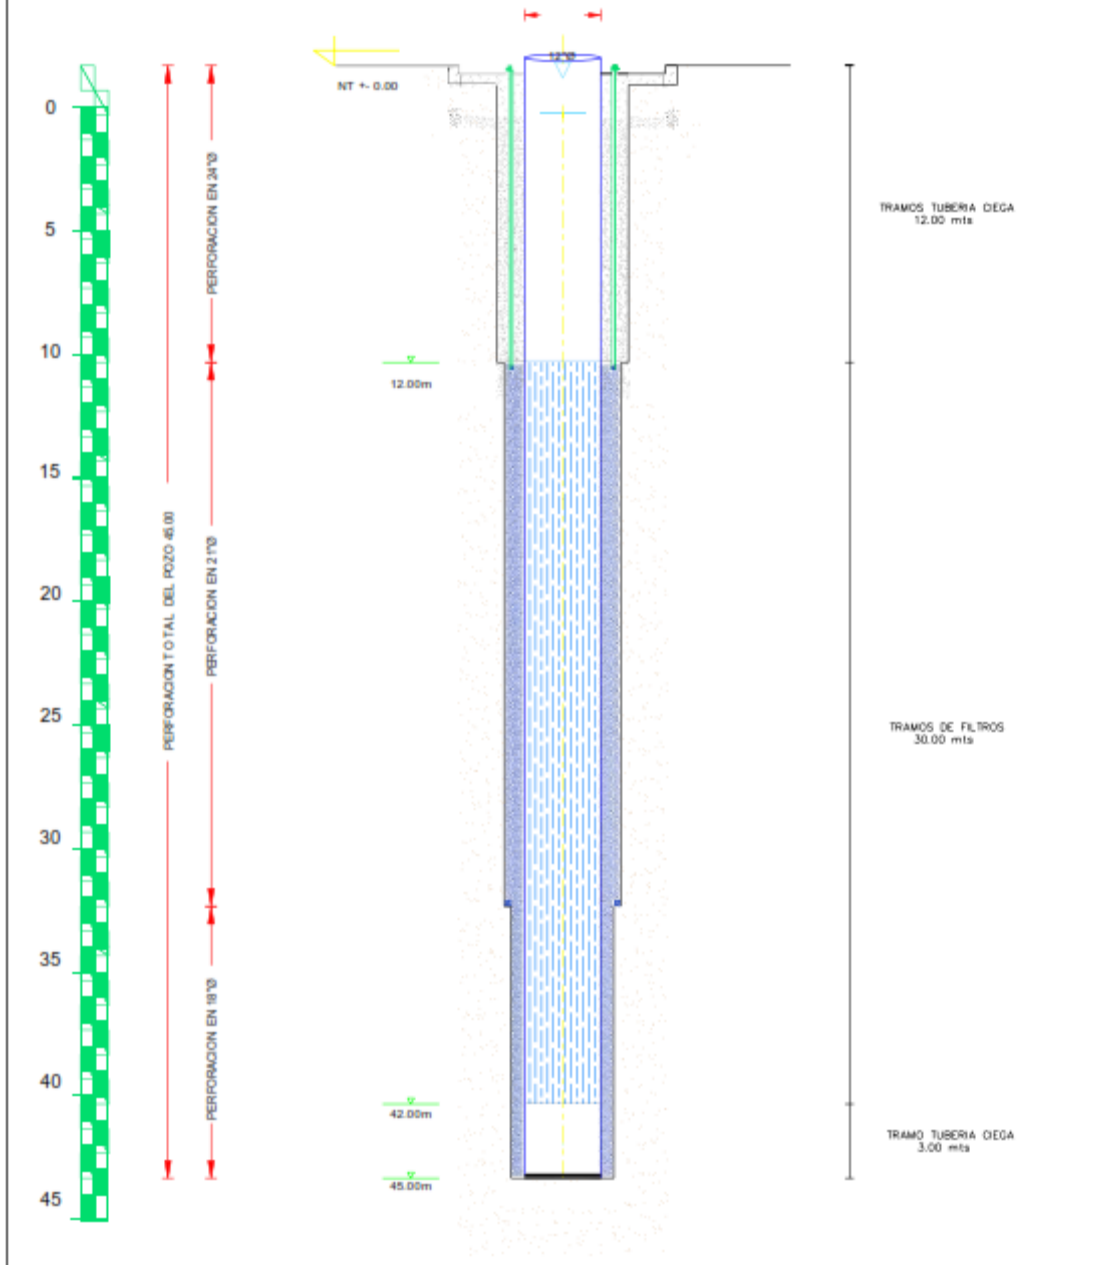 12"Ø
NT +- 0.00
0
5
10
15
20
25
30
35
40
45
PERFORACION TOTAL DEL POZO 45.00
PERFORACION EN 24"Ø
PERFORACION EN 21"Ø
PERFORACION EN 18"Ø
12.00m
42.00m
45.00m
TRAMOS TUBERIA CIEGA
12.00 mts
TRAMOS DE FILTROS
30.00 mts
TRAMO TUBERIA CIEGA
3.00 mts